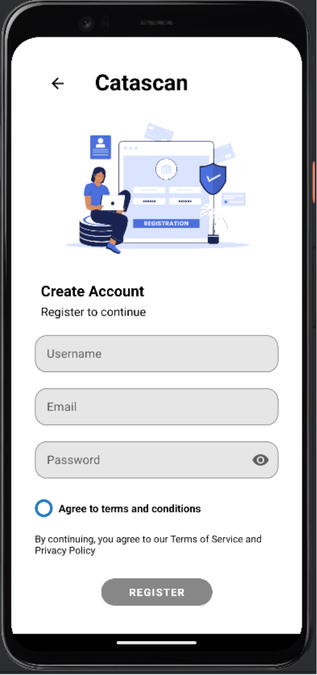 Catascan
REGISTRATION
Create Account
Register to continue
Username
Email
Password
Agree to terms and conditions
By continuing, you agree to our Terms of Service and
Privacy Policy
REGISTER